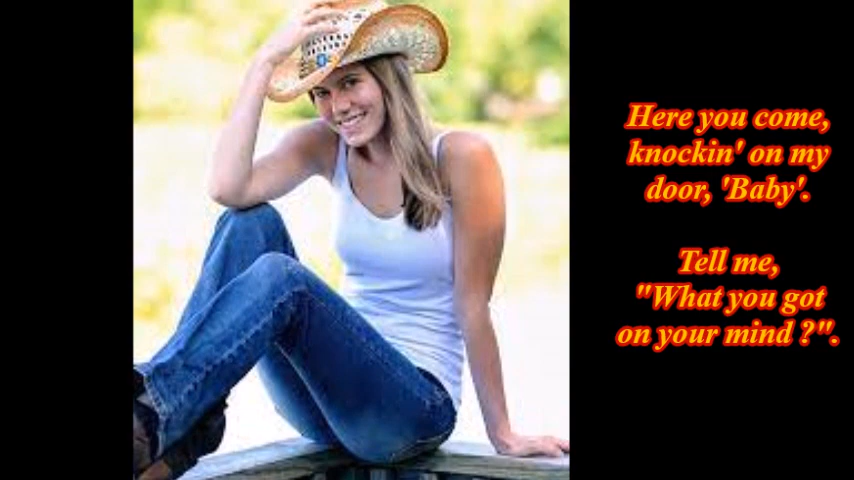 Here you come,
knockin' on my
door, 'Baby'.
Tell me,
"What you got
on your mind ?".